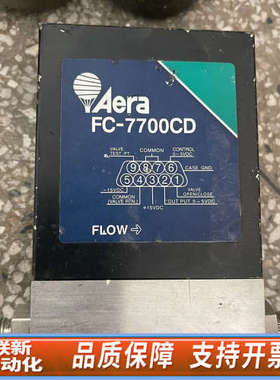 Aera
FC-7700CD
VALVE
TEST PT
COMMON
CONTROL
0-5VDC
9 8 7 6
CASE GND.
5 4 3 2 1
-15VDC
VALVE
OPEN/CLOSE
COMMON
(VALVE RTN.)
OUT PUT 0-5VDC
+15VDC
FLOW
联新
动化
品质保障
支持开票